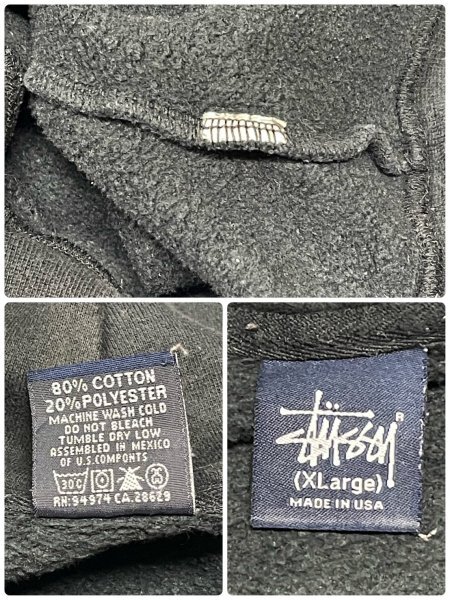 80% COTTON
20% POLYESTER
MACHINE WASH COLD
DO NOT BLEACH
TUMBLE DRY LOW
ASSEMBLED IN MEXICO
OF U.S. COMPONTS
30°C
RN: 94974 CA. 28629
Stüssy ®
(XLarge)
MADE IN USA